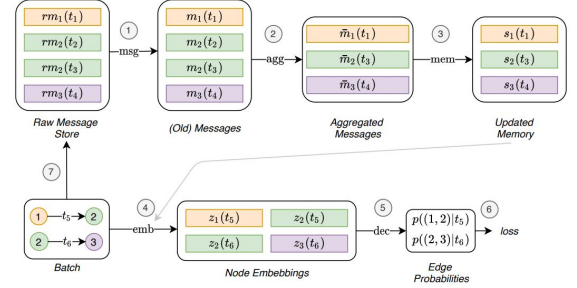 rm₁(t₁)
rm₂(t₂)
rm₂(t₃)
rm₃(t₄)
Raw Message
Store
1
msg
m₁(t₁)
m₂(t₂)
m₂(t₃)
m₃(t₄)
(Old) Messages
2
agg
m̄₁(t₁)
m̄₂(t₃)
m̄₃(t₄)
Aggregated
Messages
3
mem
s₁(t₁)
s₂(t₃)
s₃(t₄)
Updated
Memory
7
1 t₅ 2
2 t₆ 3
Batch
4
emb
z₁(t₅) z₂(t₅)
z₂(t₆) z₃(t₆)
Node Embebbings
5
dec
p((1, 2)|t₅)
p((2, 3)|t₆)
Edge
Probabilities
6
loss